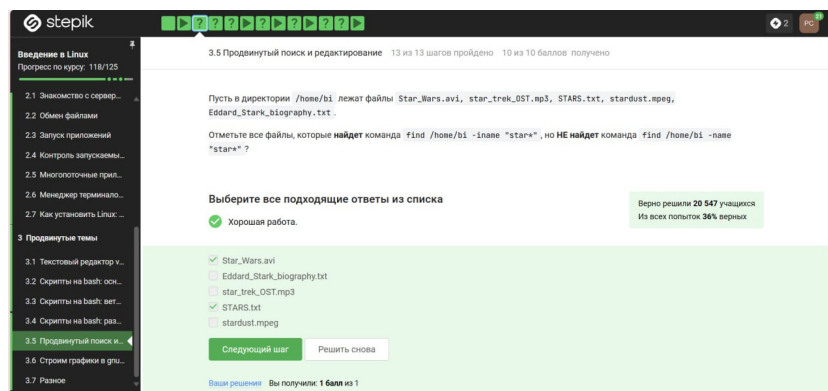 stepik
2
PC
21
Введение в Linux
Прогресс по курсу: 118/125
2.1 Знакомство с сервер...
2.2 Обмен файлами
2.3 Запуск приложений
2.4 Контроль запускаемы...
2.5 Многопоточные прил...
2.6 Менеджер терминало...
2.7 Как установить Linux: ...
3 Продвинутые темы
3.1 Текстовый редактор v...
3.2 Скрипты на bash: осн...
3.3 Скрипты на bash: вет...
3.4 Скрипты на bash: раз...
3.5 Продвинутый поиск и...
3.6 Строим графики в gnu...
3.7 Разное
3.5 Продвинутый поиск и редактирование 13 из 13 шагов пройдено 10 из 10 баллов получено
Пусть в директории /home/bi лежат файлы Star_Wars.avi, star_trek_OST.mp3, STARS.txt, stardust.mpeg,
Eddard_Stark_biography.txt.
Отметьте все файлы, которые найдет команда find /home/bi -iname "star*", но НЕ найдет команда find /home/bi -name
"star*" ?
Выберите все подходящие ответы из списка
Хорошая работа.
Верно решили 20 547 учащихся
Из всех попыток 36% верных
Star_Wars.avi
Eddard_Stark_biography.txt
star_trek_OST.mp3
STARS.txt
stardust.mpeg
Следующий шаг
Решить снова
Ваши решения Вы получили: 1 балл из 1